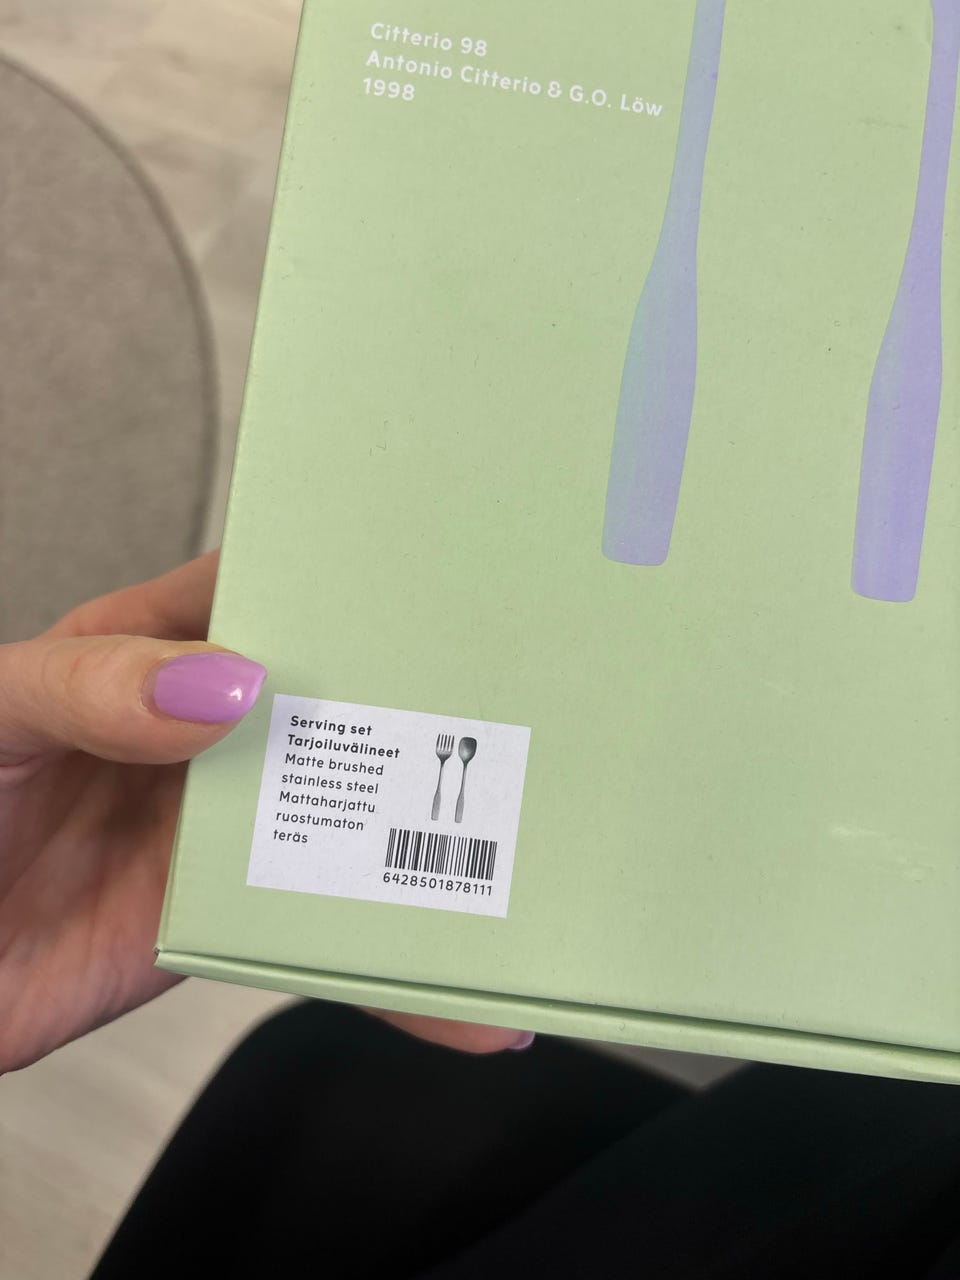 Citterio 98
Antonio Citterio & G.O. Löw
1998
Serving set
Tarjoiluvälineet
Matte brushed
stainless steel
Mattaharjattu
ruostumaton
teräs
6428501878111